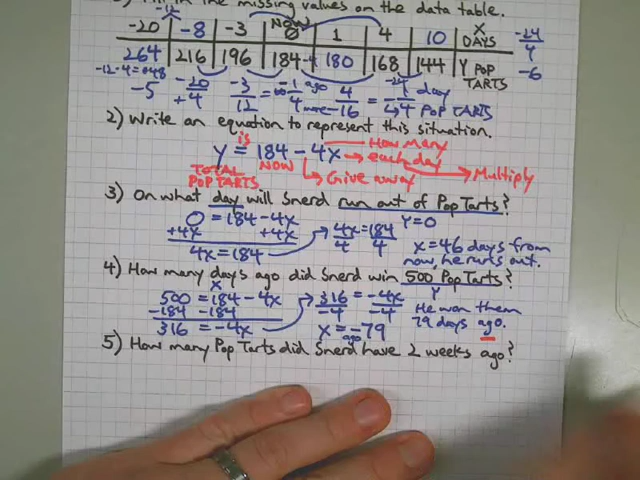 Fill in the missing values on the data table.
-12
NOW
-20 -8 -3 0 1 4 10 X DAYS
264 216 196 184 180 168 144 Y POP TARTS
-24/4
-6
-12·-4=+48
-5
-20/+4 -3/12 = -1/4 ago more 4/-16 = day POP TARTS
2) Write an equation to represent this situation.
is
y = 184 - 4x
How many
each day
Multiply
TOTAL POP TARTS
NOW
Give away
3) On what day will Snerd run out of Pop Tarts?
0 = 184 - 4x
+4x +4x
4x = 184
4x = 184
4 4
Y=0
x = 46 days from
now he runs out.
4) How many days ago did Snerd win 500 Pop Tarts?
x
Y
500 = 184 - 4x
-184 -184
316 = -4x
316 = -4x
-4 -4
x = -79
ago
He won them
79 days ago.
5) How many Pop Tarts did Snerd have 2 weeks ago?